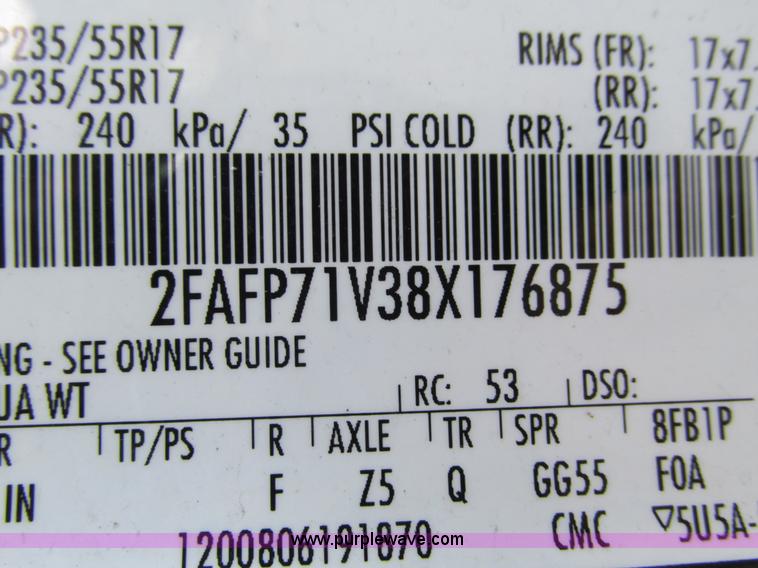 P235/55R17 RIMS (FR): 17x7.
P235/55R17 (RR): 17x7.
R): 240 kPa/ 35 PSI COLD (RR): 240 kPa/
2FAFP71V38X176875
NG - SEE OWNER GUIDE
UA WT RC: 53 DSO:
R TP/PS R AXLE TR SPR 8FB1P
IN F Z5 Q GG55 F0A
1200806191870 CMC ▽5U5A-
www.purplewave.com